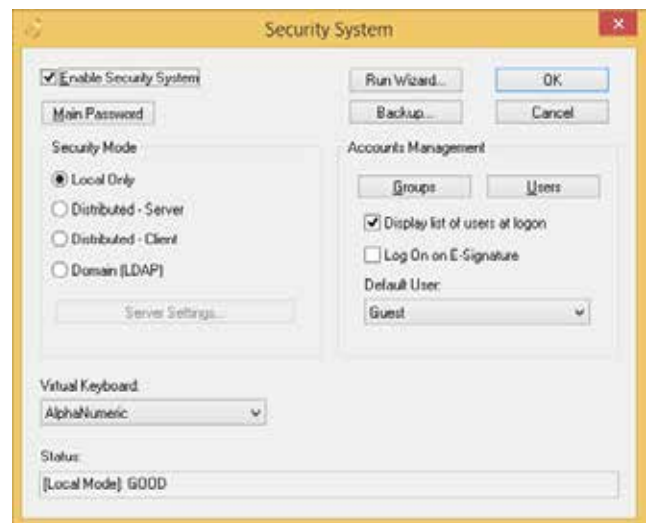 Security System
Enable Security System
Run Wizard...
OK
Main Password
Backup...
Cancel
Security Mode
Local Only
Distributed - Server
Distributed - Client
Domain (LDAP)
Server Settings...
Accounts Management
Groups
Users
Display list of users at logon
Log On on E-Signature
Default User:
Guest
Virtual Keyboard:
AlphaNumeric
Status:
[Local Mode]: GOOD